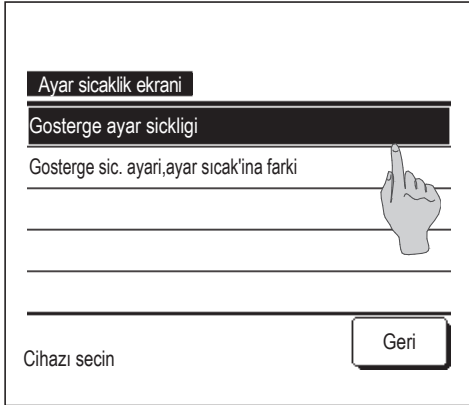 Ayar sicaklik ekrani
Gosterge ayar sickligi
Gosterge sic. ayari,ayar sıcak'ina farki
Geri
Cihazı secin